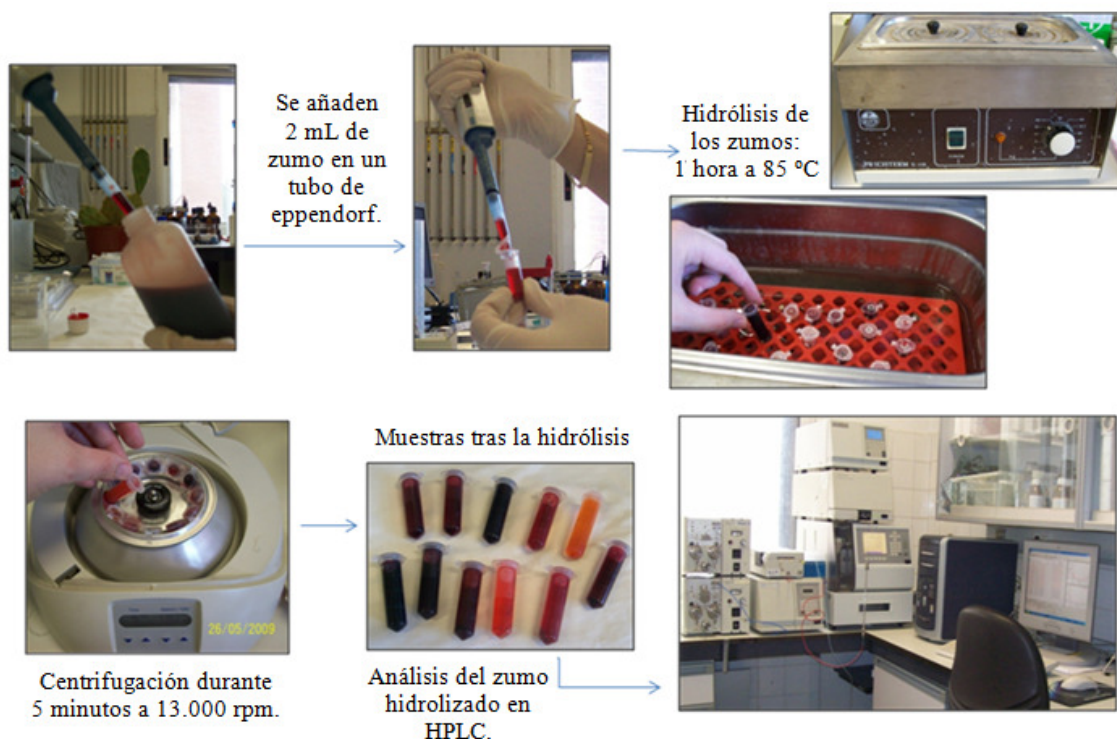 Se añaden
2 mL de
zumo en un
tubo de
eppendorf.
Hidrólisis de
los zumos:
1 hora a 85 ºC
26/05/2009
Muestras tras la hidrólisis
Centrifugación durante
5 minutos a 13.000 rpm.
Análisis del zumo
hidrolizado en
HPLC.